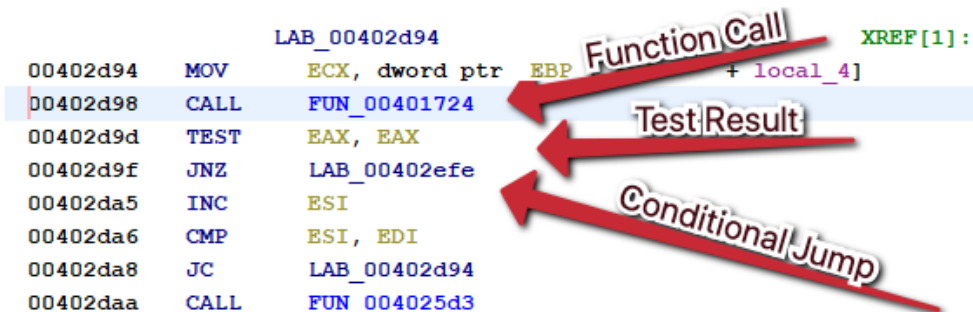 LAB_00402d94 XREF[1]:
Function Call
00402d94 MOV ECX, dword ptr EBP + local_4]
00402d98 CALL FUN_00401724
Test Result
00402d9d TEST EAX, EAX
00402d9f JNZ LAB_00402efe
Conditional Jump
00402da5 INC ESI
00402da6 CMP ESI, EDI
00402da8 JC LAB_00402d94
00402daa CALL FUN_004025d3